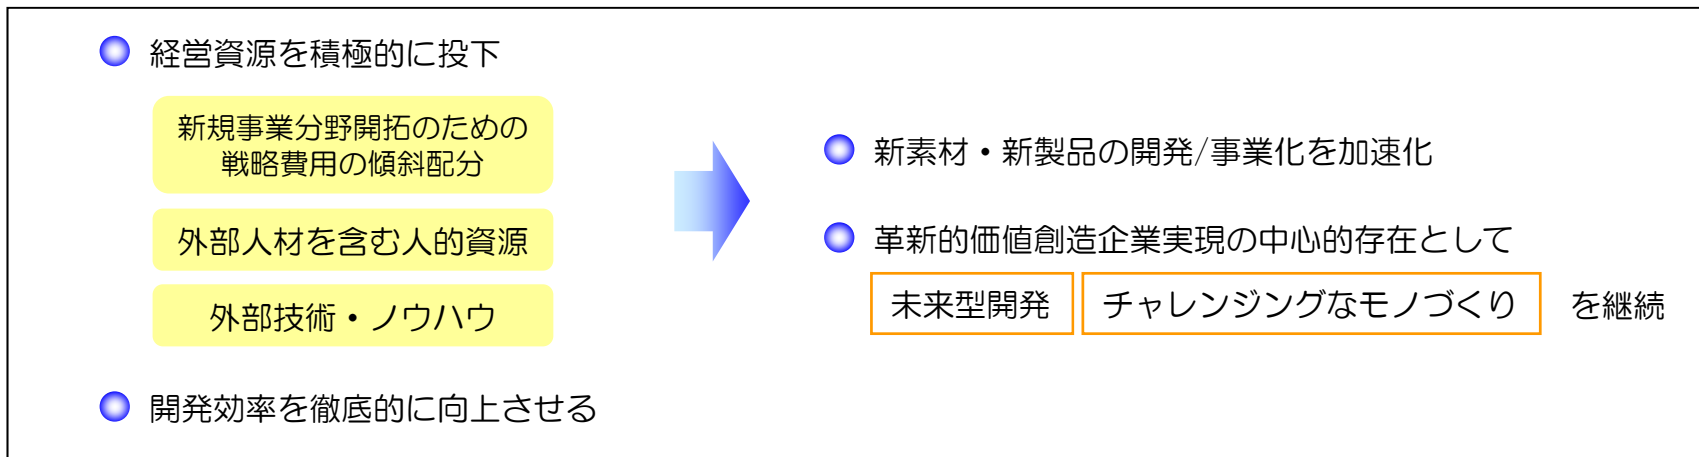 経営資源を積極的に投下
新規事業分野開拓のための
戦略費用の傾斜配分
外部人材を含む人的資源
外部技術・ノウハウ
開発効率を徹底的に向上させる
新素材・新製品の開発/事業化を加速化
革新的価値創造企業実現の中心的存在として
未来型開発 チャレンジングなモノづくり を継続